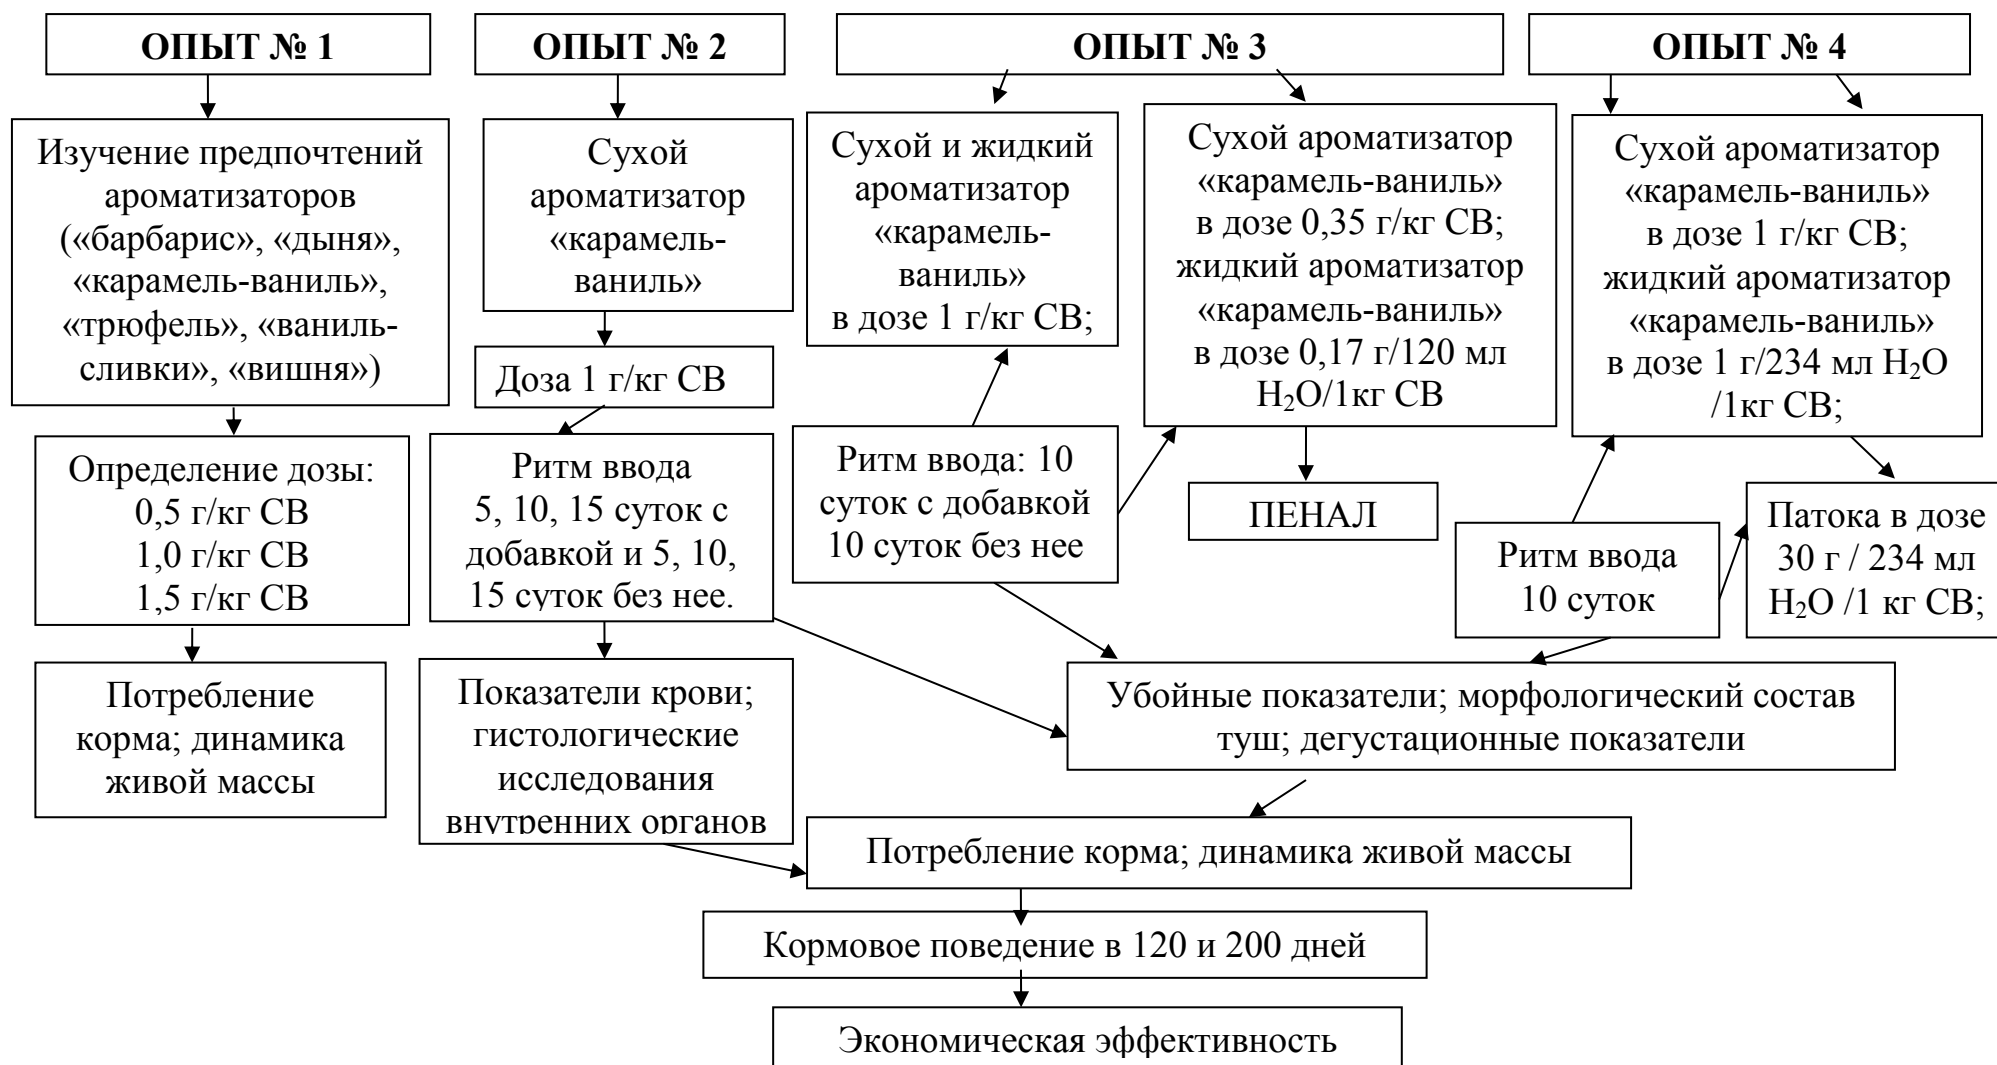 ОПЫТ № 1
ОПЫТ № 2
ОПЫТ № 3
ОПЫТ № 4
Изучение предпочтений
ароматизаторов
(«барбарис», «дыня»,
«карамель-ваниль»,
«трюфель», «ваниль-
сливки», «вишня»)
Сухой
ароматизатор
«карамель-
ваниль»
Сухой и жидкий
ароматизатор
«карамель-
ваниль»
в дозе 1 г/кг СВ;
Сухой ароматизатор
«карамель-ваниль»
в дозе 0,35 г/кг СВ;
жидкий ароматизатор
«карамель-ваниль»
в дозе 0,17 г/120 мл
H₂O/1кг СВ
Сухой ароматизатор
«карамель-ваниль»
в дозе 1 г/кг СВ;
жидкий ароматизатор
«карамель-ваниль»
в дозе 1 г/234 мл H₂O
/1кг СВ;
Доза 1 г/кг СВ
Определение дозы:
0,5 г/кг СВ
1,0 г/кг СВ
1,5 г/кг СВ
Ритм ввода
5, 10, 15 суток с
добавкой и 5, 10,
15 суток без нее.
Ритм ввода: 10
суток с добавкой
10 суток без нее
ПЕНАЛ
Ритм ввода
10 суток
Патока в дозе
30 г / 234 мл
H₂O /1 кг СВ;
Потребление
корма; динамика
живой массы
Показатели крови;
гистологические
исследования
внутренних органов
Убойные показатели; морфологический состав
туш; дегустационные показатели
Потребление корма; динамика живой массы
Кормовое поведение в 120 и 200 дней
Экономическая эффективность